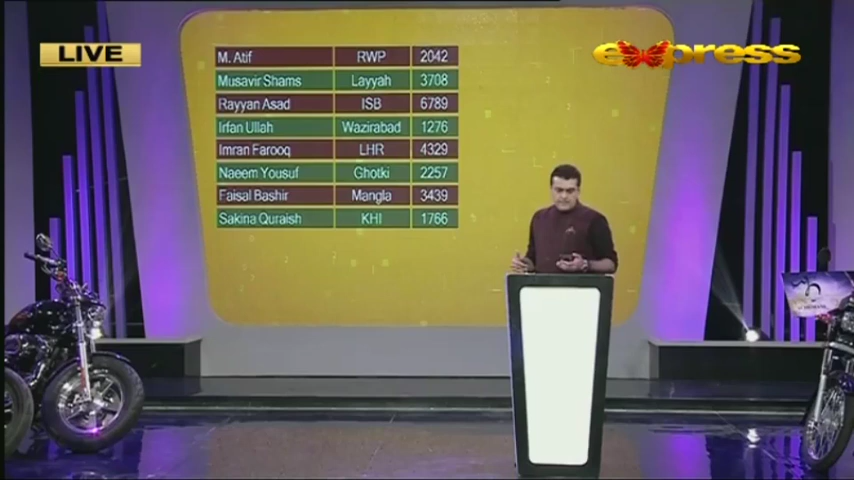 LIVE
express
M. Atif RWP 2042
Musavir Shams Layyah 3708
Rayyan Asad ISB 6789
Irfan Ullah Wazirabad 1276
Imran Farooq LHR 4329
Naeem Yousuf Ghotki 2257
Faisal Bashir Mangla 3439
Sakina Quraish KHI 1766